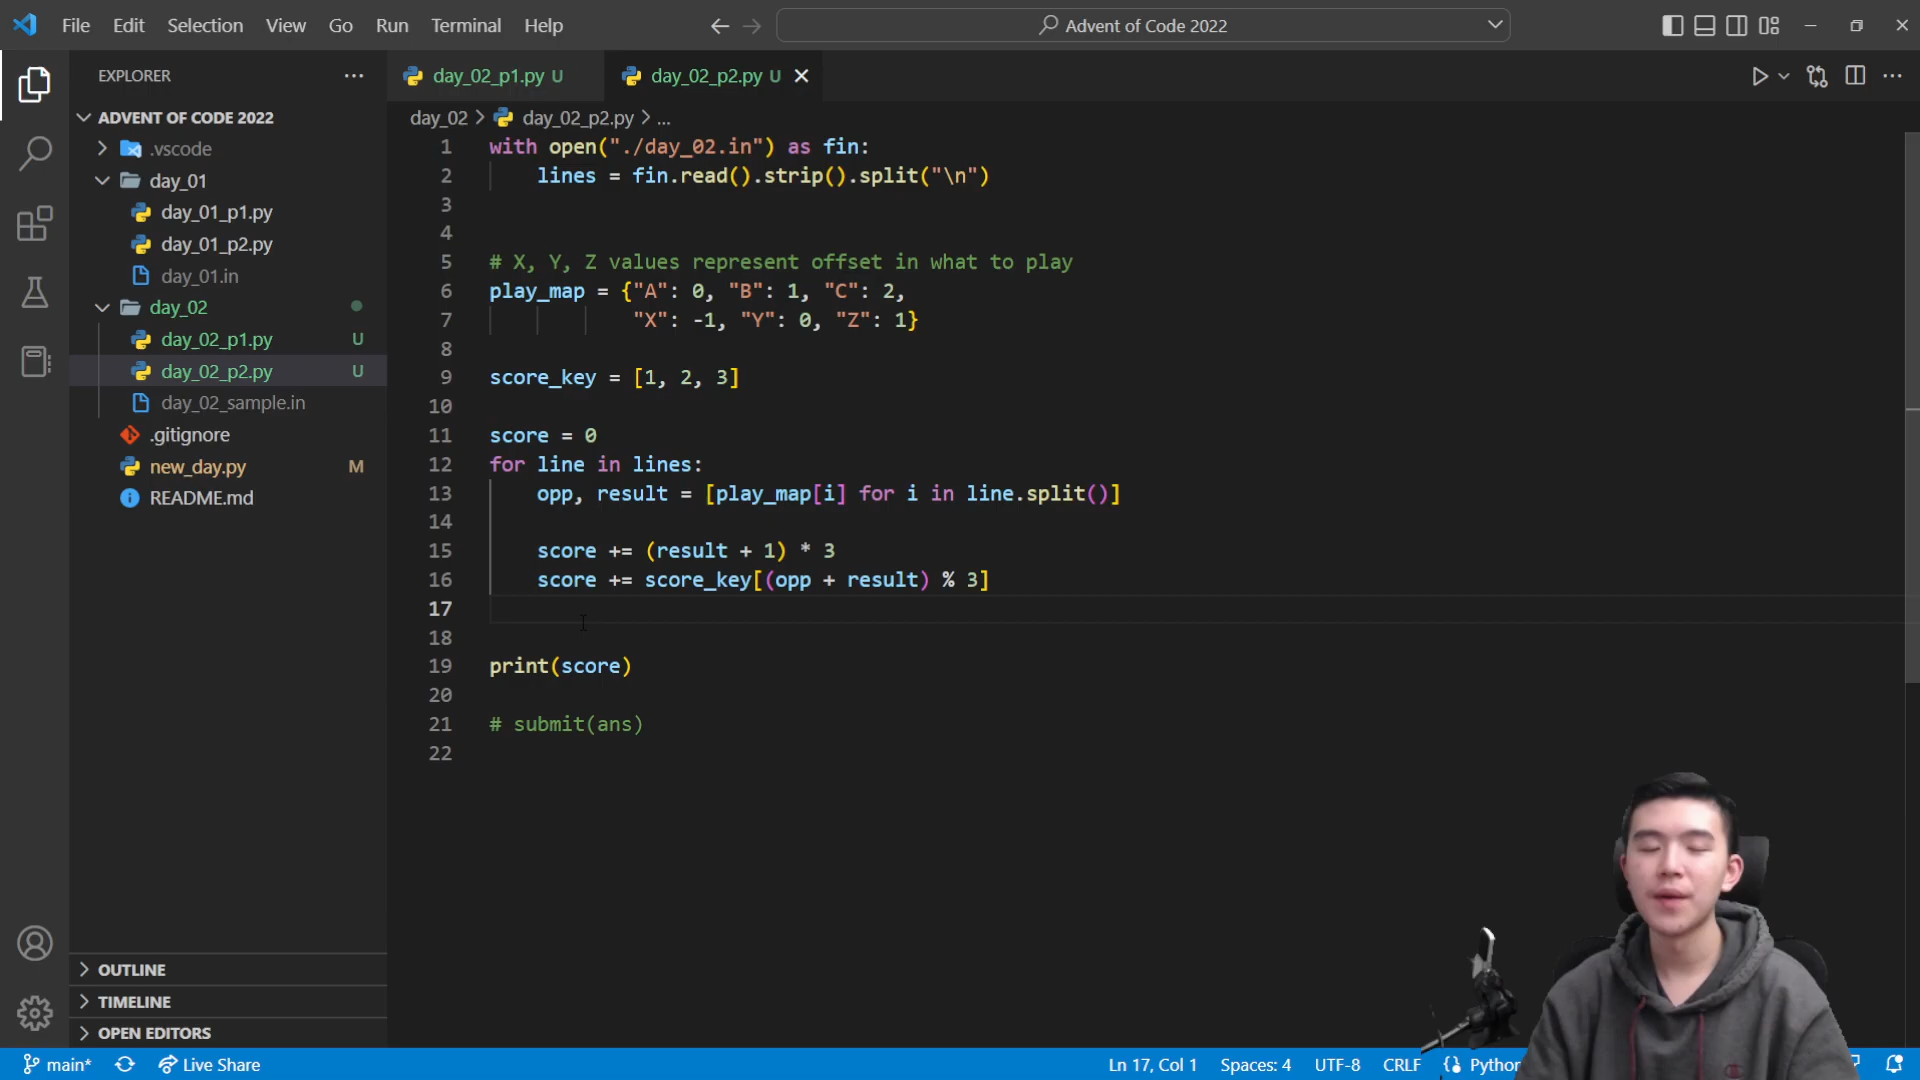 File Edit Selection View Go Run Terminal Help
Advent of Code 2022
EXPLORER
ADVENT OF CODE 2022
.vscode
day_01
day_01_p1.py
day_01_p2.py
day_01.in
day_02
day_02_p1.py U
day_02_p2.py U
day_02_sample.in
.gitignore
new_day.py M
README.md
OUTLINE
TIMELINE
OPEN EDITORS
day_02_p1.py U
day_02_p2.py U
day_02 > day_02_p2.py > ...
1 with open("./day_02.in") as fin:
2 lines = fin.read().strip().split("\n")
3
4
5 # X, Y, Z values represent offset in what to play
6 play_map = {"A": 0, "B": 1, "C": 2,
7 "X": -1, "Y": 0, "Z": 1}
8
9 score_key = [1, 2, 3]
10
11 score = 0
12 for line in lines:
13 opp, result = [play_map[i] for i in line.split()]
14
15 score += (result + 1) * 3
16 score += score_key[(opp + result) % 3]
17
18
19 print(score)
20
21 # submit(ans)
22
main* Live Share
Ln 17, Col 1 Spaces: 4 UTF-8 CRLF Python